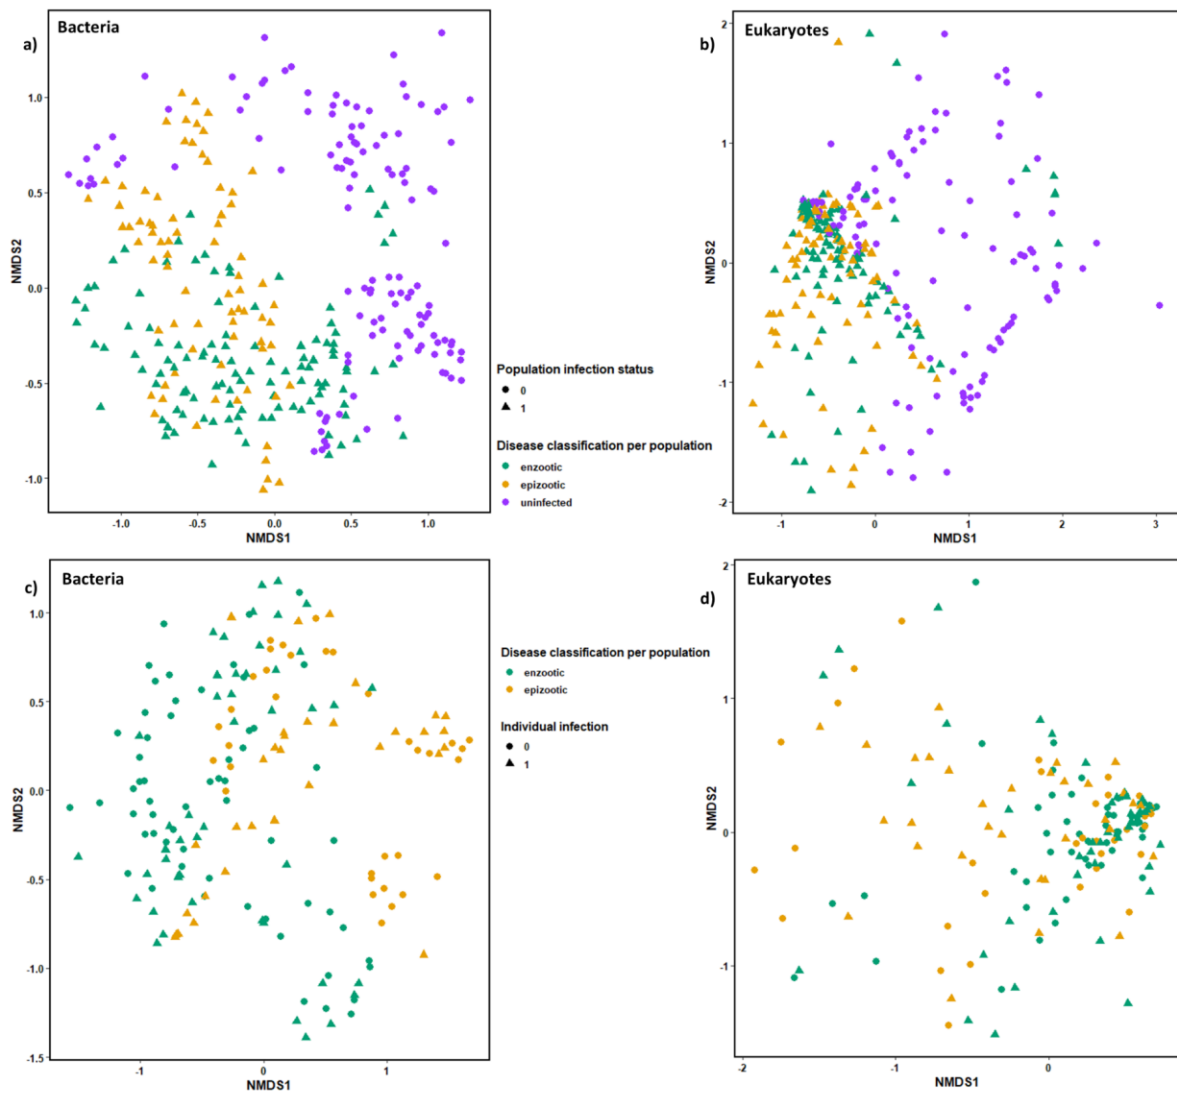 a)
Bacteria
NMDS2
1.0
0.5
0.0
-0.5
-1.0
-1.0
-0.5
0.0
0.5
1.0
NMDS1
Population infection status
0
1
Disease classification per population
enzootic
epizootic
uninfected
b)
Eukaryotes
NMDS2
2
1
0
-1
-2
-1
0
1
2
3
NMDS1
c)
Bacteria
NMDS2
1.0
0.5
0.0
-0.5
-1.0
-1.5
-1
0
1
NMDS1
Disease classification per population
enzootic
epizootic
Individual infection
0
1
d)
Eukaryotes
NMDS2
2
1
0
-1
-2
-1
0
NMDS1